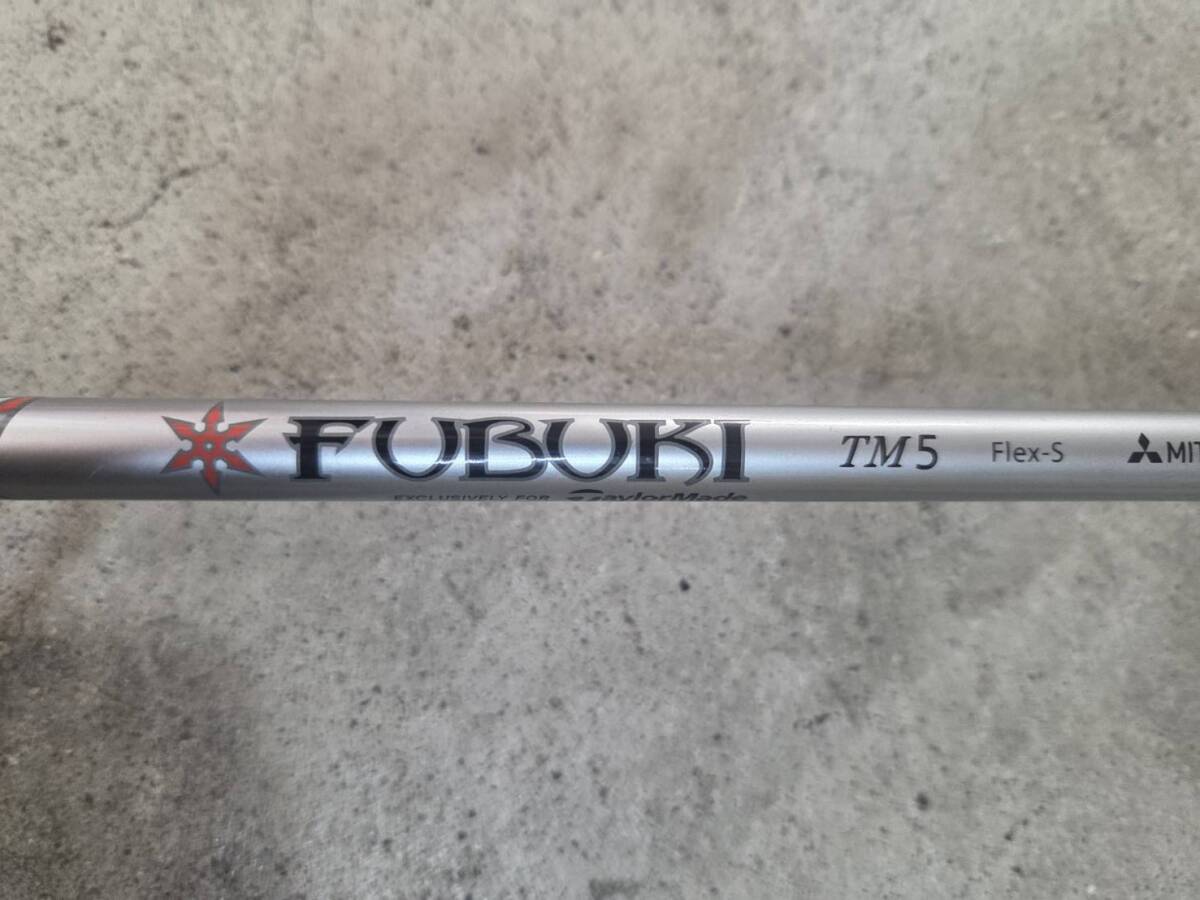 FUBUKI TM5 Flex-S MIT
EXCLUSIVELY FOR TaylorMade